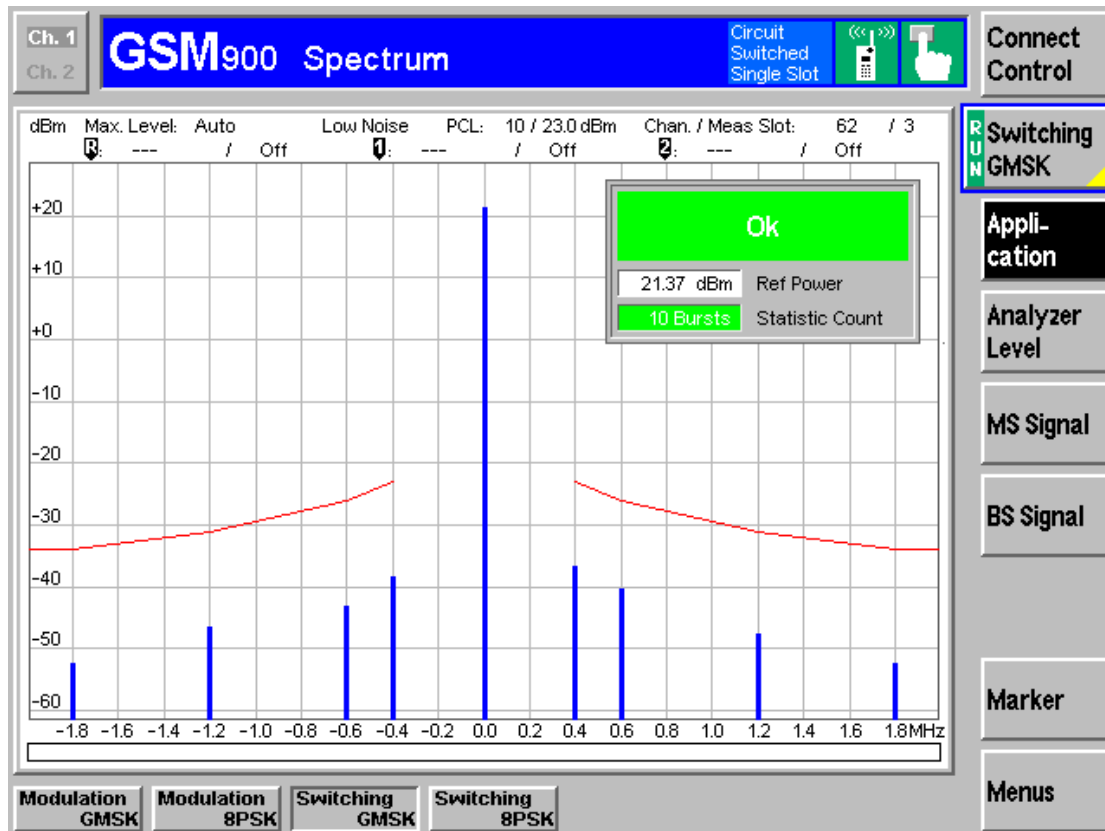 Ch. 1
Ch. 2
GSM900 Spectrum
Circuit
Switched
Single Slot
Connect
Control
dBm Max. Level: Auto Low Noise PCL: 10 / 23.0 dBm Chan. / Meas Slot: 62 / 3
R: --- / Off 1: --- / Off 2: --- / Off
RUN
Switching
GMSK
Ok
21.37 dBm Ref Power
10 Bursts Statistic Count
Appli-
cation
Analyzer
Level
MS Signal
BS Signal
Marker
Menus
+20
+10
+0
-10
-20
-30
-40
-50
-60
-1.8 -1.6 -1.4 -1.2 -1.0 -0.8 -0.6 -0.4 -0.2 0.0 0.2 0.4 0.6 0.8 1.0 1.2 1.4 1.6 1.8MHz
Modulation
GMSK
Modulation
8PSK
Switching
GMSK
Switching
8PSK